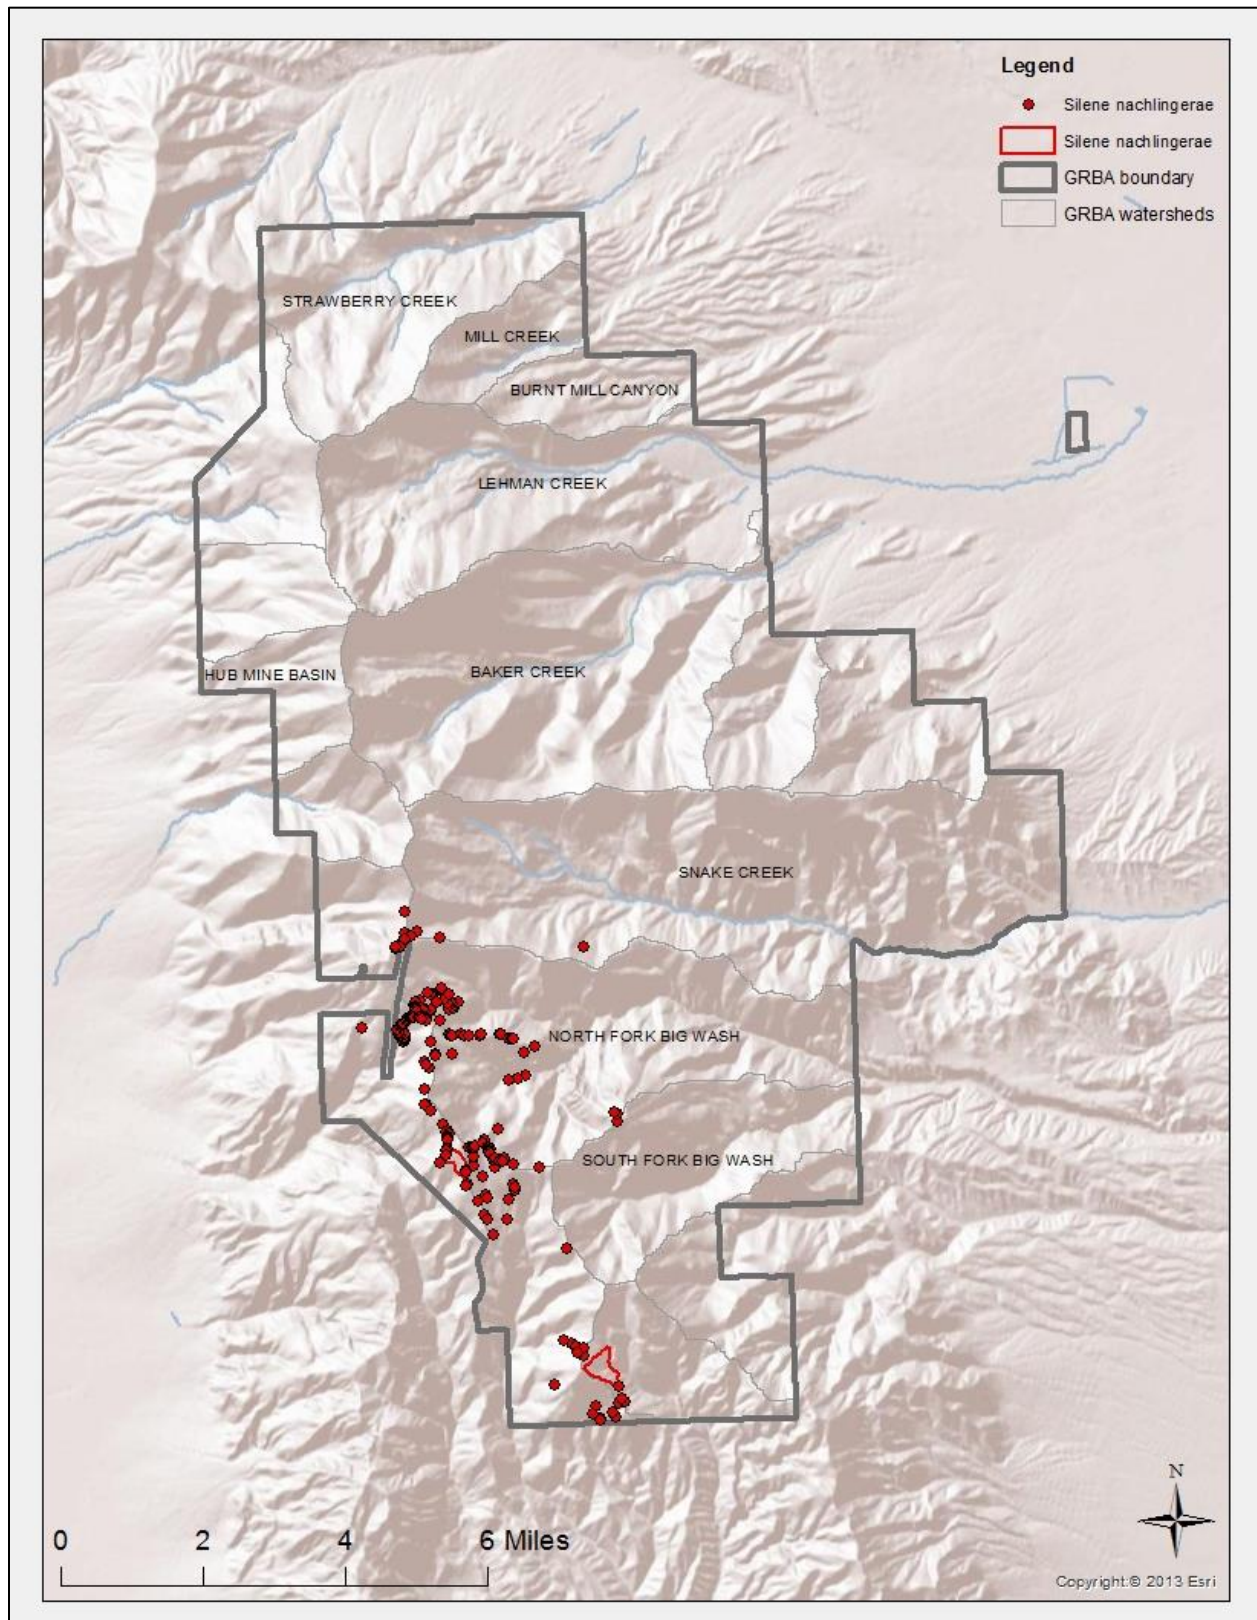 Legend
Silene nachlingerae
Silene nachlingerae
GRBA boundary
GRBA watersheds
STRAWBERRY CREEK
MILL CREEK
BURNT MILL CANYON
LEHMAN CREEK
HUB MINE BASIN
BAKER CREEK
SNAKE CREEK
NORTH FORK BIG WASH
SOUTH FORK BIG WASH
N
0 2 4 6 Miles
Copyright:© 2013 Esri